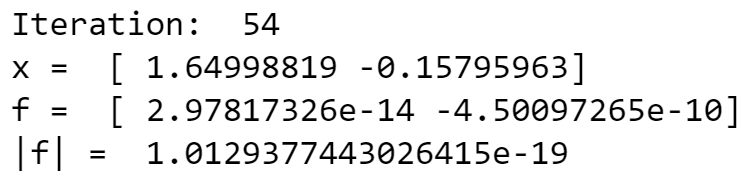 Iteration:  54
x =  [ 1.64998819 -0.15795963]
f =  [ 2.97817326e-14 -4.50097265e-10]
|f| =  1.0129377443026415e-19